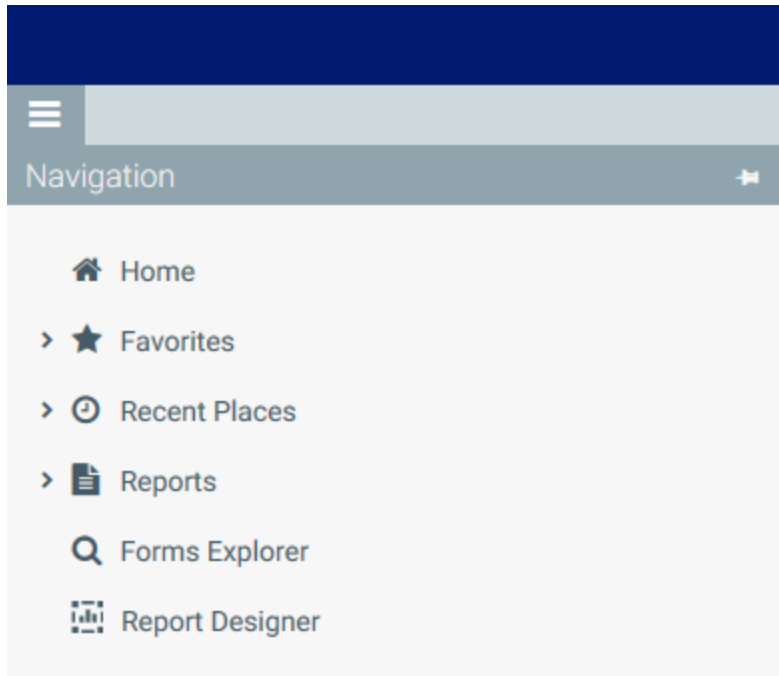 Navigation
Home
Favorites
Recent Places
Reports
Forms Explorer
Report Designer